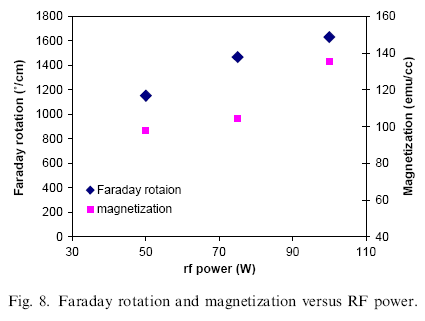 1800
1600
1400
1200
1000
800
600
400
200
0
Faraday rotation (°/cm)
160
140
120
100
80
60
40
Magnetization (emu/cc)
Faraday rotaion
magnetization
30 50 70 90 110
rf power (W)
Fig. 8. Faraday rotation and magnetization versus RF power.